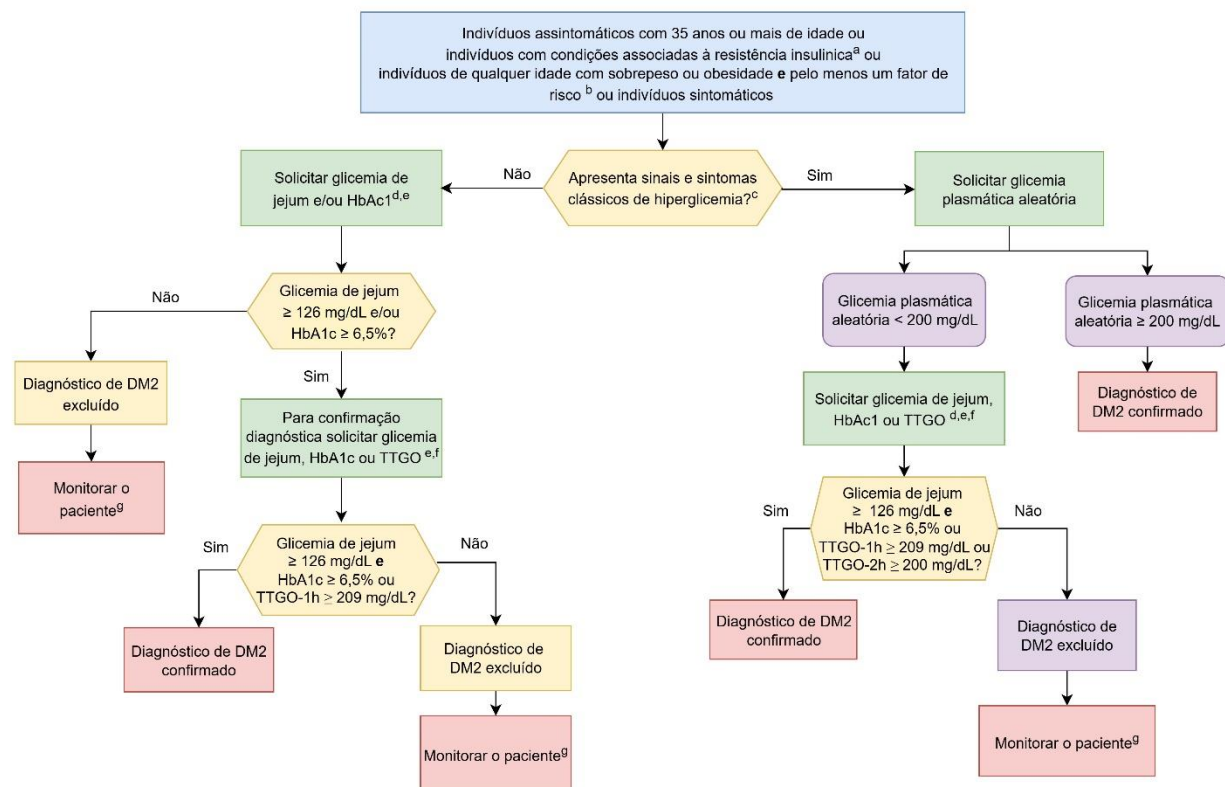 Indivíduos assintomáticos com 35 anos ou mais de idade ou
indivíduos com condições associadas à resistência insulinica^a ou
indivíduos de qualquer idade com sobrepeso ou obesidade e pelo menos um fator de
risco ^b ou indivíduos sintomáticos
Solicitar glicemia de
jejum e/ou HbAc1^d,e
Não
Apresenta sinais e sintomas
clássicos de hiperglicemia?^c
Sim
Solicitar glicemia
plasmática aleatória
Não
Glicemia de jejum
≥ 126 mg/dL e/ou
HbA1c ≥ 6,5%?
Glicemia plasmática
aleatória < 200 mg/dL
Glicemia plasmática
aleatória ≥ 200 mg/dL
Diagnóstico de DM2
excluído
Sim
Para confirmação
diagnóstica solicitar glicemia
de jejum, HbA1c ou TTGO ^e,f
Solicitar glicemia de jejum,
HbAc1 ou TTGO ^d,e,f
Diagnóstico de
DM2 confirmado
Monitorar o
paciente^g
Sim
Glicemia de jejum
≥ 126 mg/dL e
HbA1c ≥ 6,5% ou
TTGO-1h ≥ 209 mg/dL?
Não
Sim
Glicemia de jejum
≥ 126 mg/dL e
HbA1c ≥ 6,5% ou
TTGO-1h ≥ 209 mg/dL ou
TTGO-2h ≥ 200 mg/dL?
Não
Diagnóstico de DM2
confirmado
Diagnóstico de
DM2 excluído
Diagnóstico de DM2
confirmado
Diagnóstico de
DM2 excluído
Monitorar o paciente^g
Monitorar o paciente^g